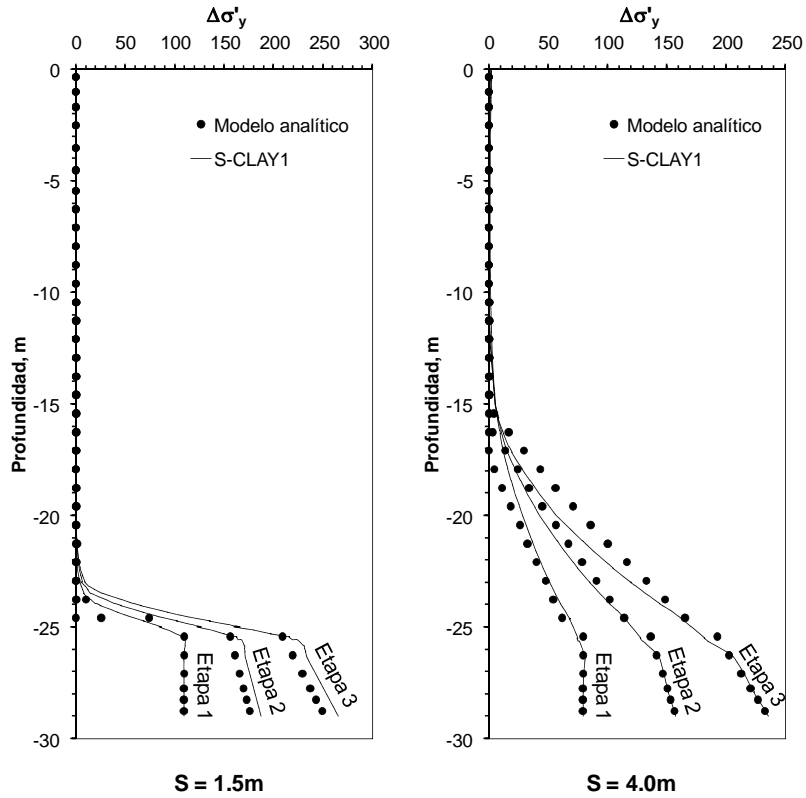 Δσ'y
0 50 100 150 200 250 300
0
-5
-10
-15
-20
-25
-30
Profundidad, m
Modelo analítico
S-CLAY1
Etapa 1
Etapa 2
Etapa 3
S = 1.5m
Δσ'y
0 50 100 150 200 250
0
-5
-10
-15
-20
-25
-30
Profundidad, m
Modelo analítico
S-CLAY1
Etapa 1
Etapa 2
Etapa 3
S = 4.0m